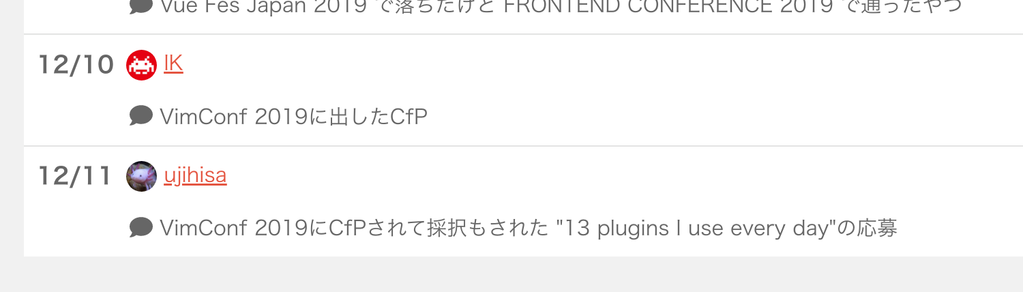 Vue Fes Japan 2019 で落ちたけど FRONTEND CONFERENCE 2019 で通ったやつ
12/10 IK
VimConf 2019に出したCfP
12/11 ujihisa
VimConf 2019にCfPされて採択もされた "13 plugins I use every day"の応募